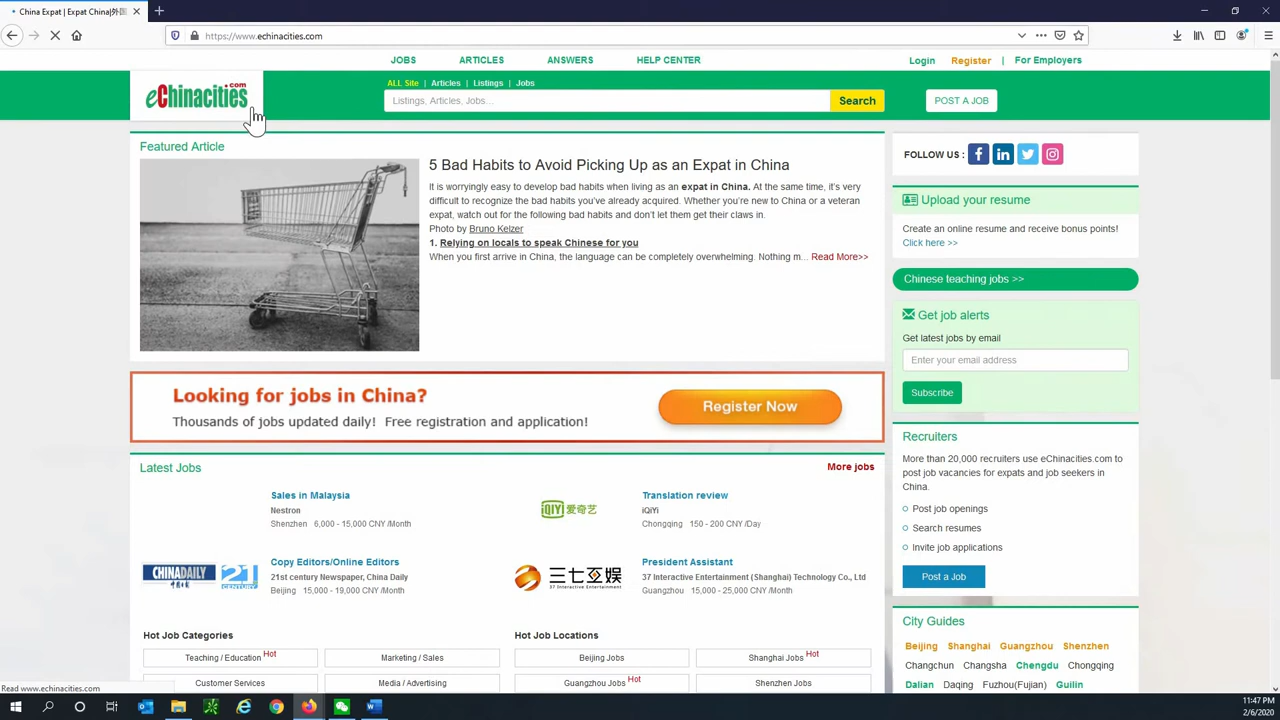 China Expat | Expat China|外国
https://www.echinacities.com
JOBS
ARTICLES
ANSWERS
HELP CENTER
Login
Register
|
For Employers
eChinacities.com
ALL Site | Articles | Listings | Jobs
Listings, Articles, Jobs...
Search
POST A JOB
Featured Article
5 Bad Habits to Avoid Picking Up as an Expat in China
It is worryingly easy to develop bad habits when living as an expat in China. At the same time, it's very
difficult to recognize the bad habits you've already acquired. Whether you're new to China or a veteran
expat, watch out for the following bad habits and don't let them get their claws in.
Photo by Bruno Kelzer
1. Relying on locals to speak Chinese for you
When you first arrive in China, the language can be completely overwhelming. Nothing m... Read More>>
FOLLOW US :
Upload your resume
Create an online resume and receive bonus points!
Click here >>
Chinese teaching jobs >>
Get job alerts
Get latest jobs by email
Enter your email address
Subscribe
Looking for jobs in China?
Thousands of jobs updated daily! Free registration and application!
Register Now
Recruiters
More than 20,000 recruiters use eChinacities.com to
post job vacancies for expats and job seekers in
China.
Post job openings
Search resumes
Invite job applications
Post a Job
Latest Jobs
More jobs
Sales in Malaysia
Nestron
Shenzhen 6,000 - 15,000 CNY /Month
iQIYI 爱奇艺
Translation review
iQiYi
Chongqing 150 - 200 CNY /Day
CHINADAILY
中国日报
21
CENTURY
Copy Editors/Online Editors
21st century Newspaper, China Daily
Beijing 15,000 - 19,000 CNY /Month
三七互娱
37 Interactive Entertainment
President Assistant
37 Interactive Entertainment (Shanghai) Technology Co., Ltd
Guangzhou 15,000 - 25,000 CNY /Month
Hot Job Categories
Teaching / Education Hot
Marketing / Sales
Customer Services
Media / Advertising
Hot Job Locations
Beijing Jobs
Shanghai Jobs Hot
Guangzhou Jobs Hot
Shenzhen Jobs
City Guides
Beijing Shanghai Guangzhou Shenzhen
Changchun Changsha Chengdu Chongqing
Dalian Daqing Fuzhou(Fujian) Guilin
Read www.echinacities.com
11:47 PM
2/6/2020